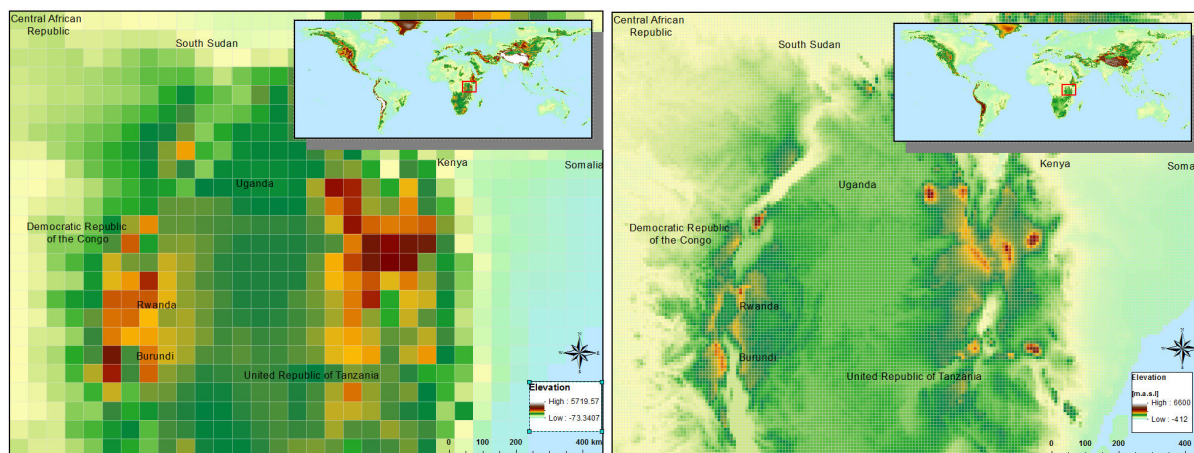 Central African
Republic
South Sudan
Kenya
Somalia
Uganda
Democratic Republic
of the Congo
Rwanda
Burundi
United Republic of Tanzania
Elevation
High : 5719.57
Low : -73.3407
0 100 200 400 km
Central African
Republic
South Sudan
Kenya
Soma
Uganda
Democratic Republic
of the Congo
Rwanda
Burundi
United Republic of Tanzania
Elevation
[m.a.s.l]
High : 6600
Low : -412
0 100 200 400